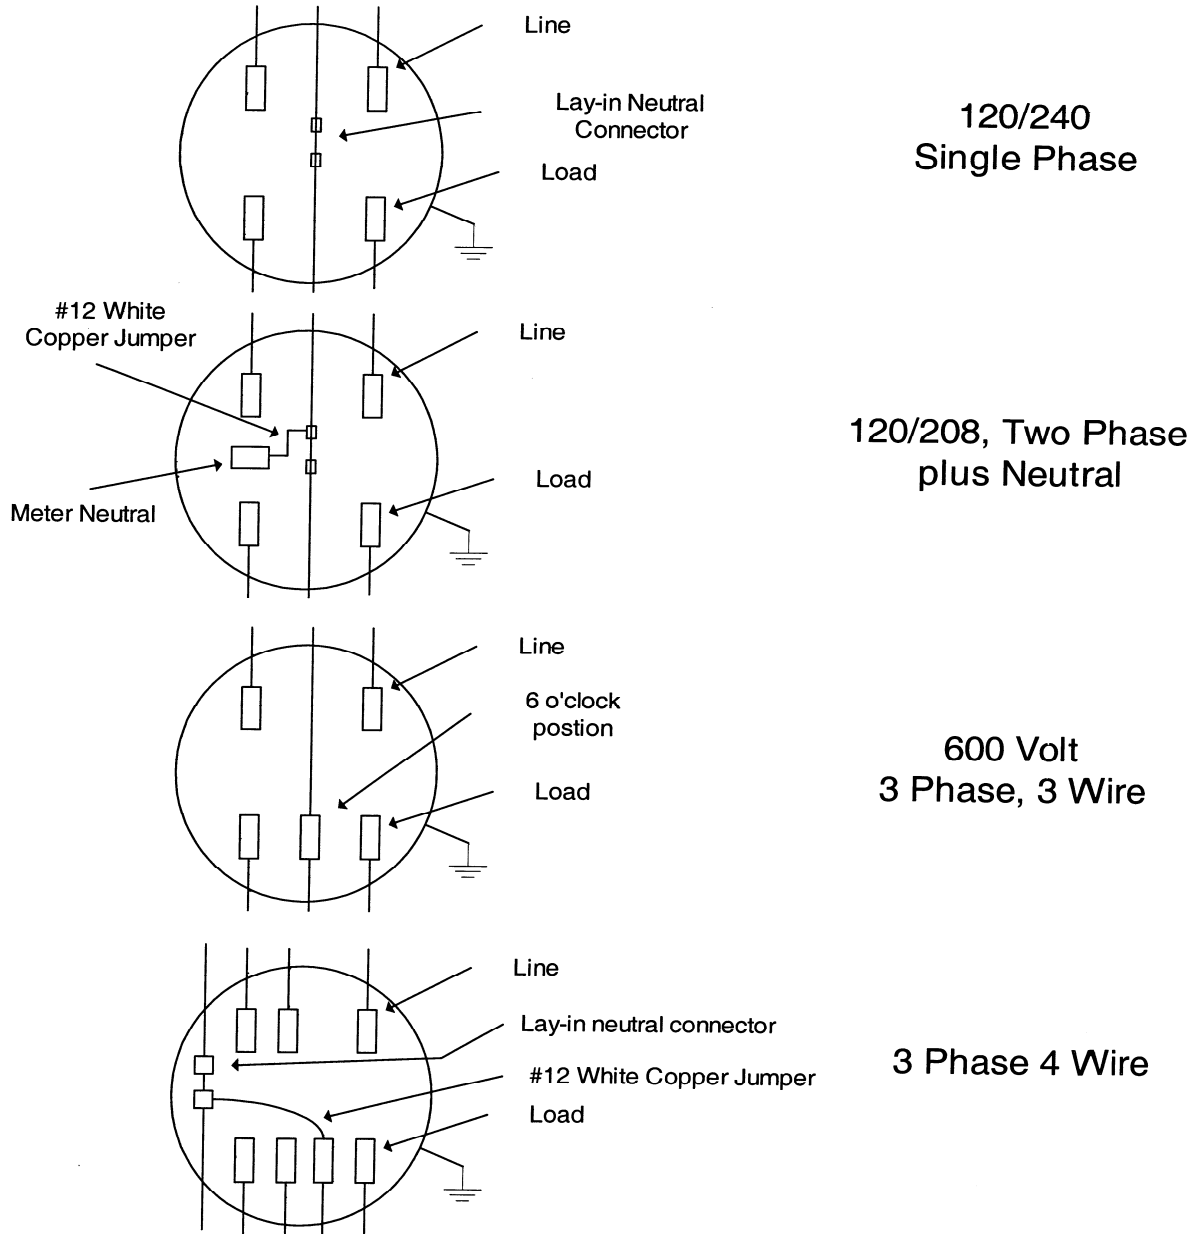 Line
Lay-in Neutral
Connector
Load
120/240
Single Phase
#12 White
Copper Jumper
Line
Meter Neutral
Load
120/208, Two Phase
plus Neutral
Line
6 o'clock
postion
Load
600 Volt
3 Phase, 3 Wire
Line
Lay-in neutral connector
#12 White Copper Jumper
Load
3 Phase 4 Wire